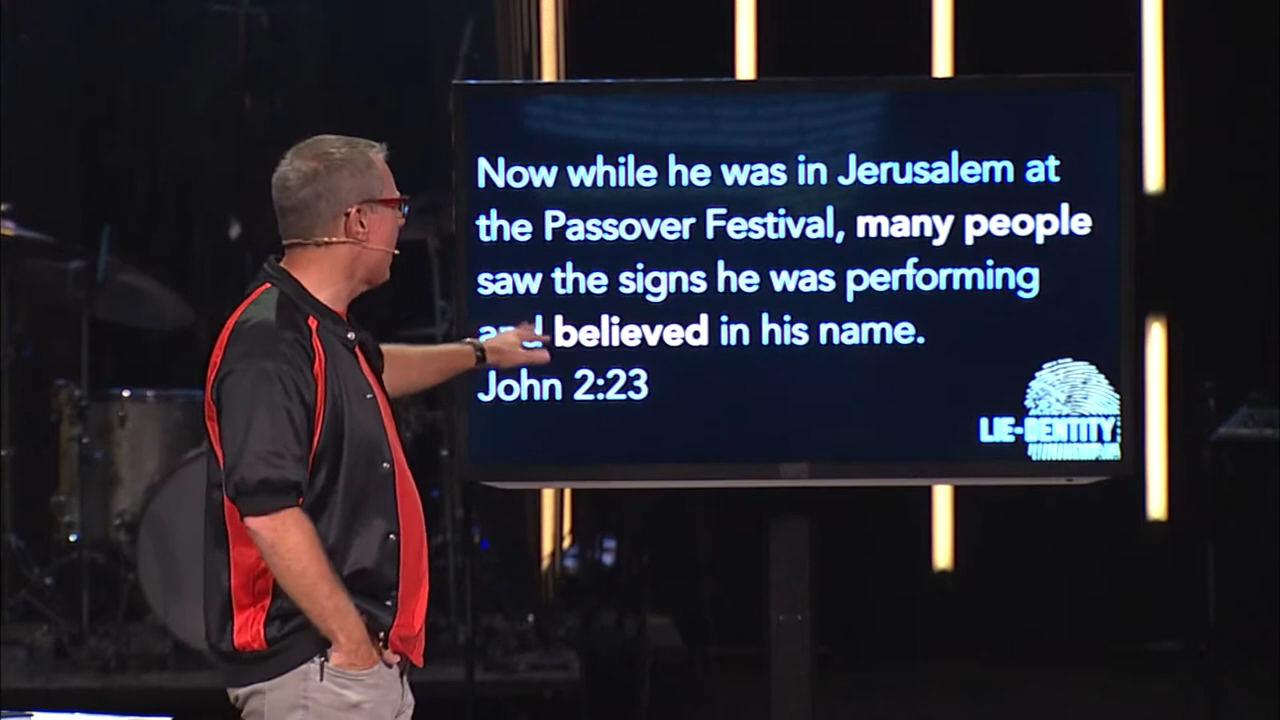 Now while he was in Jerusalem at
the Passover Festival, many people
saw the signs he was performing
and believed in his name.
John 2:23
LIE-DENTITY